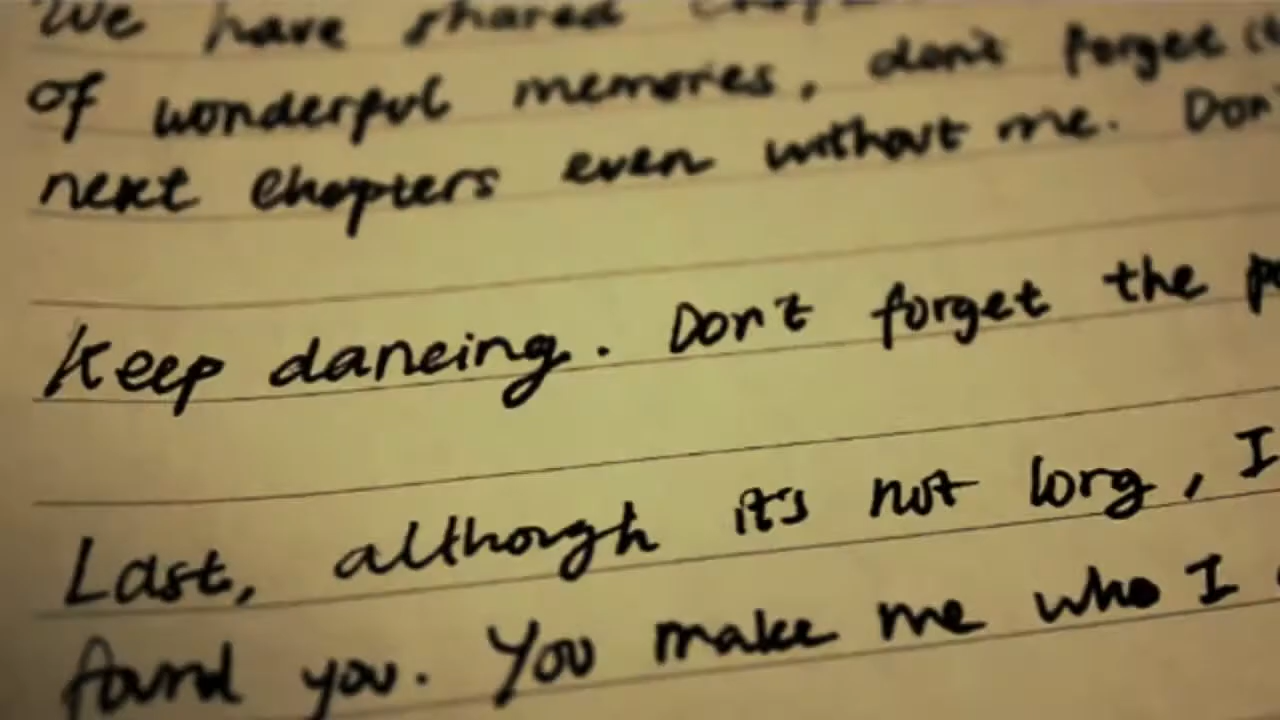 We have shared
of wonderful memories, don't forget it
next chapters even without me. Don'
Keep dancing. Don't forget the
Last, although it's not long, I
found you. You make me who I